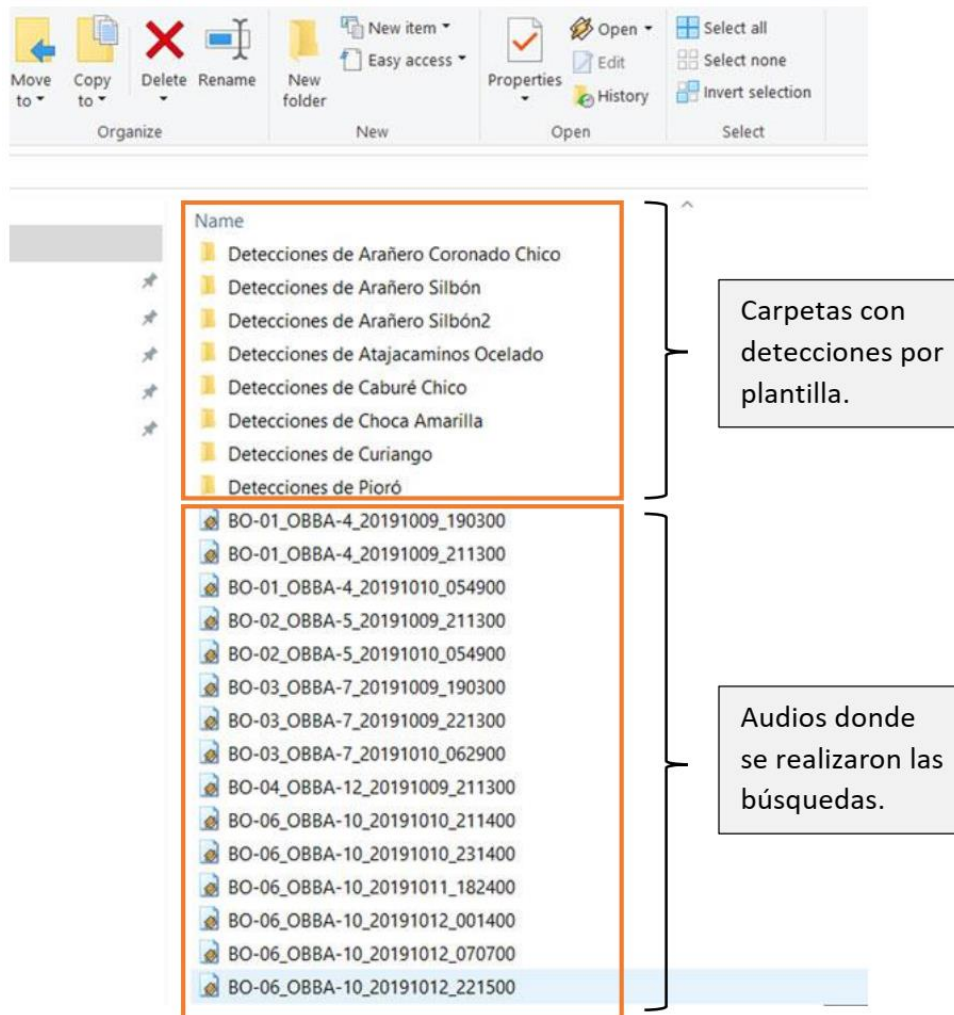 New item
Easy access
Open
Edit
History
Select all
Select none
Invert selection
Move to
Copy to
Delete
Rename
New folder
Properties
Organize
New
Open
Select
Name
Detecciones de Arañero Coronado Chico
Detecciones de Arañero Silbón
Detecciones de Arañero Silbón2
Detecciones de Atajacaminos Ocelado
Detecciones de Caburé Chico
Detecciones de Choca Amarilla
Detecciones de Curiango
Detecciones de Pioró
Carpetas con
detecciones por
plantilla.
BO-01_OBBA-4_20191009_190300
BO-01_OBBA-4_20191009_211300
BO-01_OBBA-4_20191010_054900
BO-02_OBBA-5_20191009_211300
BO-02_OBBA-5_20191010_054900
BO-03_OBBA-7_20191009_190300
BO-03_OBBA-7_20191009_221300
BO-03_OBBA-7_20191010_062900
BO-04_OBBA-12_20191009_211300
BO-06_OBBA-10_20191010_211400
BO-06_OBBA-10_20191010_231400
BO-06_OBBA-10_20191011_182400
BO-06_OBBA-10_20191012_001400
BO-06_OBBA-10_20191012_070700
BO-06_OBBA-10_20191012_221500
Audios donde
se realizaron las
búsquedas.